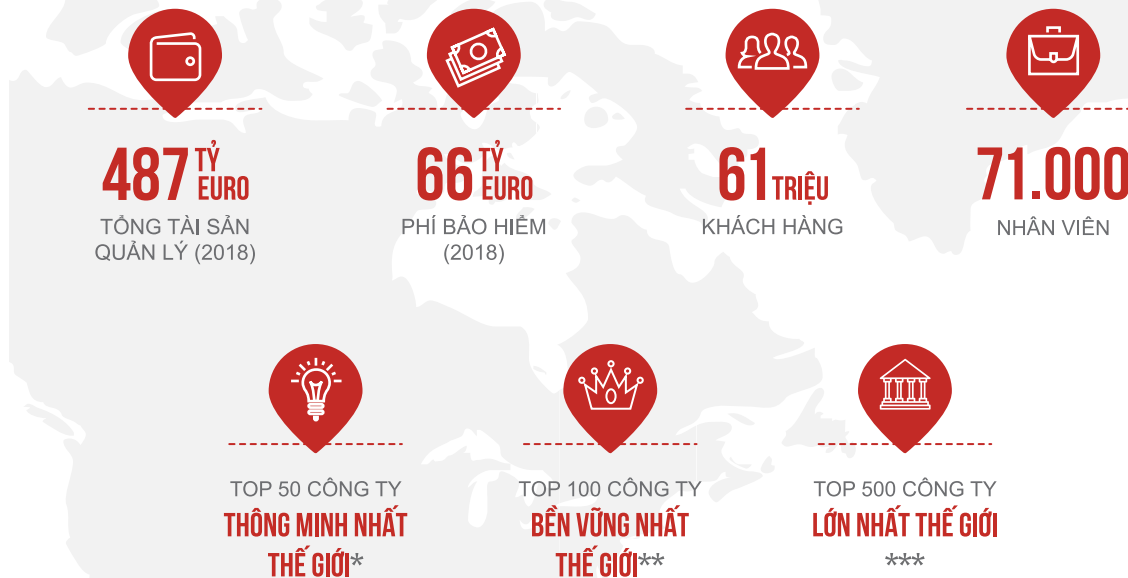 487 TỶ EURO
TỔNG TÀI SẢN
QUẢN LÝ (2018)
66 TỶ EURO
PHÍ BẢO HIỂM
(2018)
61 TRIỆU
KHÁCH HÀNG
71.000
NHÂN VIÊN
TOP 50 CÔNG TY
THÔNG MINH NHẤT
THẾ GIỚI*
TOP 100 CÔNG TY
BỀN VỮNG NHẤT
THẾ GIỚI**
TOP 500 CÔNG TY
LỚN NHẤT THẾ GIỚI
***